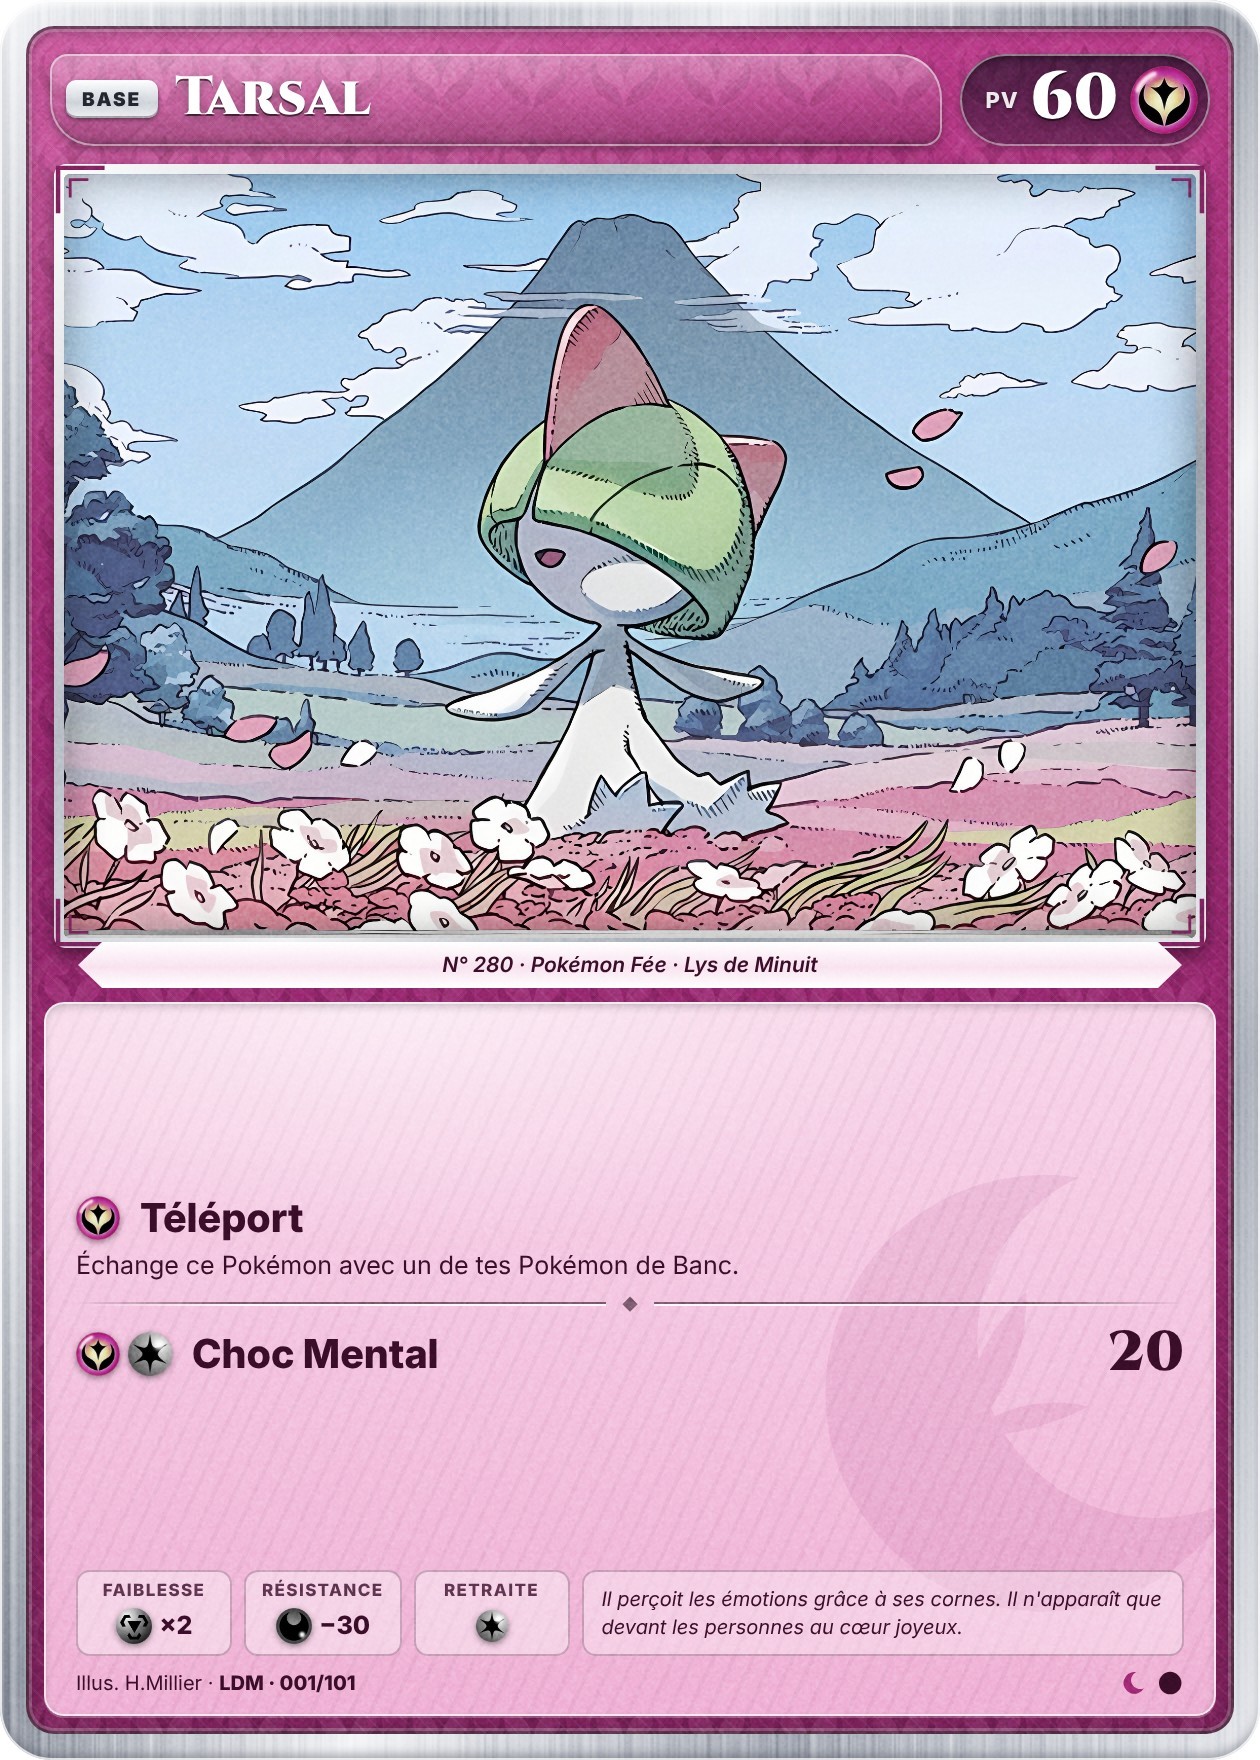 BASE Tarsal PV 60
N° 280 · Pokémon Fée · Lys de Minuit
Téléport
Échange ce Pokémon avec un de tes Pokémon de Banc.
Choc Mental 20
FAIBLESSE
×2
RÉSISTANCE
−30
RETRAITE
Il perçoit les émotions grâce à ses cornes. Il n'apparaît que
devant les personnes au cœur joyeux.
Illus. H.Millier · LDM · 001/101